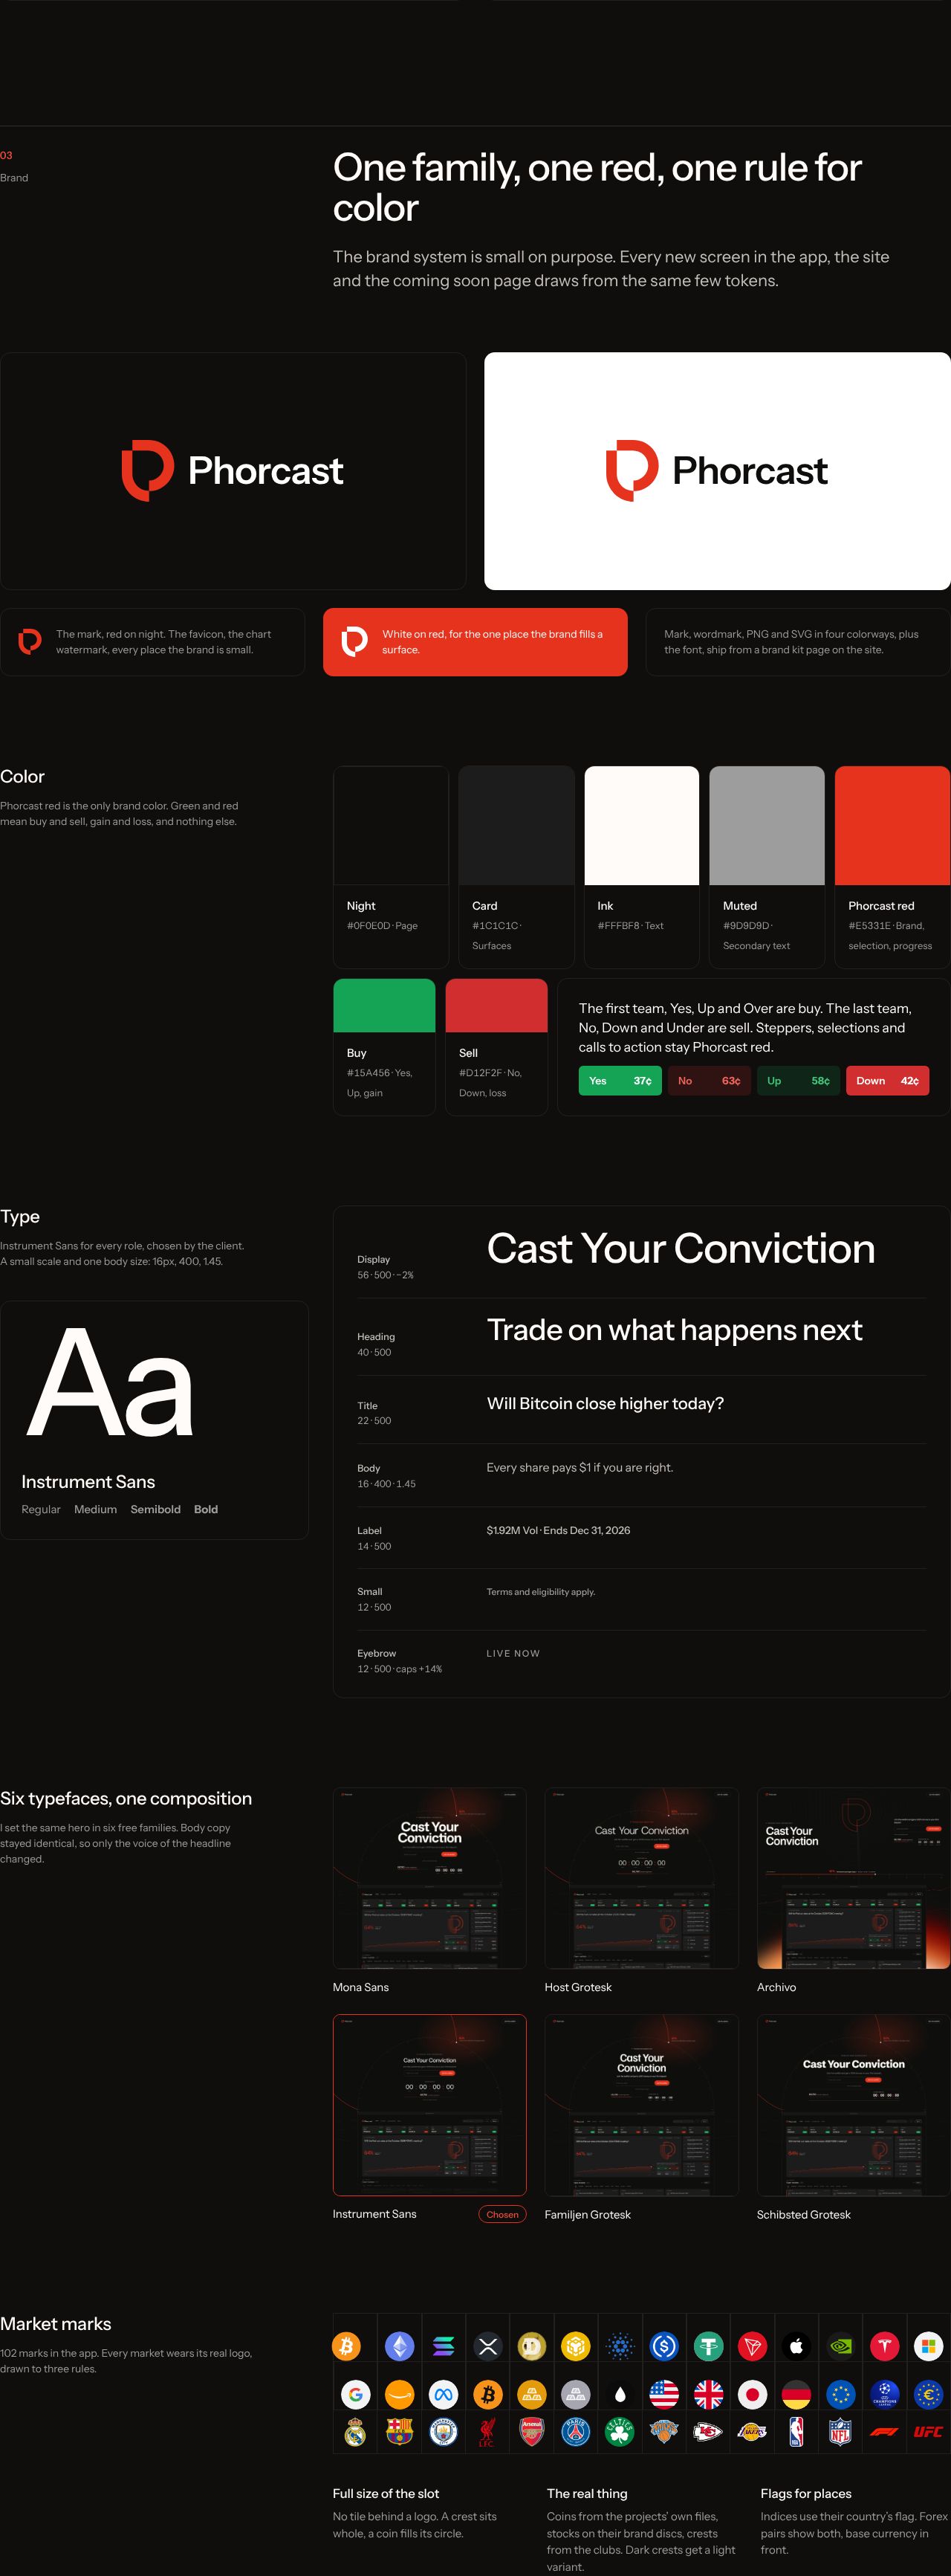 03
Brand
One family, one red, one rule for
color
The brand system is small on purpose. Every new screen in the app, the site
and the coming soon page draws from the same few tokens.
Phorcast
Phorcast
The mark, red on night. The favicon, the chart
watermark, every place the brand is small.
White on red, for the one place the brand fills a
surface.
Mark, wordmark, PNG and SVG in four colorways, plus
the font, ship from a brand kit page on the site.
Color
Phorcast red is the only brand color. Green and red
mean buy and sell, gain and loss, and nothing else.
Night
#0F0E0D · Page
Card
#1C1C1C ·
Surfaces
Ink
#FFFBF8 · Text
Muted
#9D9D9D ·
Secondary text
Phorcast red
#E5331E · Brand,
selection, progress
Buy
#15A456 · Yes,
Up, gain
Sell
#D12F2F · No,
Down, loss
The first team, Yes, Up and Over are buy. The last team,
No, Down and Under are sell. Steppers, selections and
calls to action stay Phorcast red.
Yes 37¢
No 63¢
Up 58¢
Down 42¢
Type
Instrument Sans for every role, chosen by the client.
A small scale and one body size: 16px, 400, 1.45.
Aa
Instrument Sans
Regular Medium Semibold Bold
Display
56 · 500 · −2%
Cast Your Conviction
Heading
40 · 500
Trade on what happens next
Title
22 · 500
Will Bitcoin close higher today?
Body
16 · 400 · 1.45
Every share pays $1 if you are right.
Label
14 · 500
$1.92M Vol · Ends Dec 31, 2026
Small
12 · 500
Terms and eligibility apply.
Eyebrow
12 · 500 · caps +14%
LIVE NOW
Six typefaces, one composition
I set the same hero in six free families. Body copy
stayed identical, so only the voice of the headline
changed.
Cast Your
Conviction
Mona Sans
Cast Your Conviction
00 00 00 00
Host Grotesk
Cast Your
Conviction
Archivo
Cast Your Conviction
00 00 00 00
Instrument Sans
Chosen
Cast Your
Conviction
Familjen Grotesk
Cast Your Conviction
Schibsted Grotesk
Market marks
102 marks in the app. Every market wears its real logo,
drawn to three rules.
LFC
Arsenal
PARIS
CELTICS
KC
LAKERS
NBA
NFL
F1
UFC
Full size of the slot
No tile behind a logo. A crest sits
whole, a coin fills its circle.
The real thing
Coins from the projects’ own files,
stocks on their brand discs, crests
from the clubs. Dark crests get a light
variant.
Flags for places
Indices use their country’s flag. Forex
pairs show both, base currency in
front.